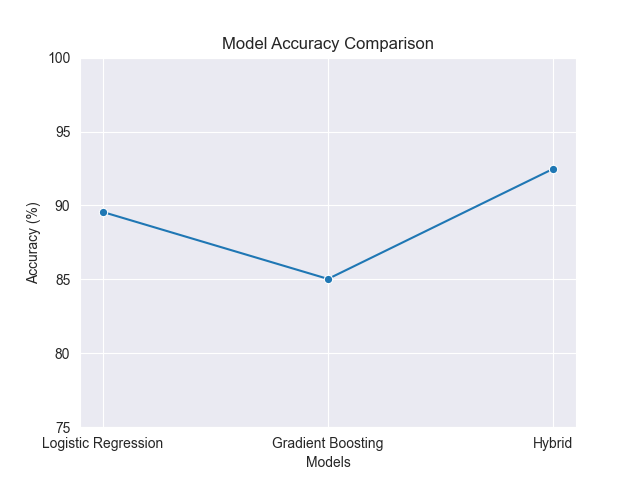 Model Accuracy Comparison
100
95
90
85
80
75
Accuracy (%)
Logistic Regression
Gradient Boosting
Hybrid
Models